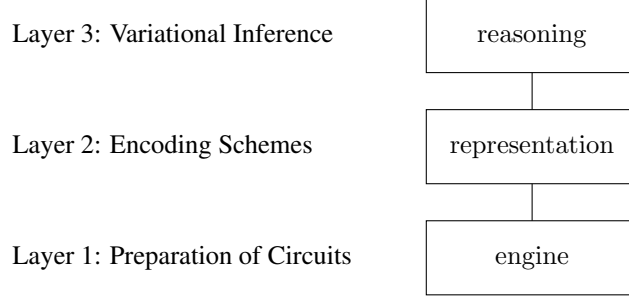 Layer 3: Variational Inference
reasoning
Layer 2: Encoding Schemes
representation
Layer 1: Preparation of Circuits
engine